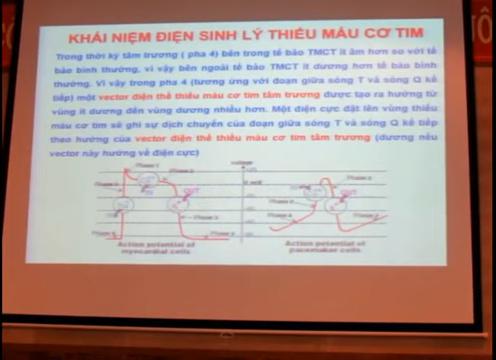 KHÁI NIỆM ĐIỆN SINH LÝ THIẾU MÁU CƠ TIM
Trong thời kỳ tâm trương ( pha 4) bên trong tế bào TMCT ít âm hơn so với tế
bào bình thường, vì vậy bên ngoài tế bào TMCT ít dương hơn tế bào bình
thường. Vì vậy trong pha 4 (tương ứng với đoạn giữa sóng T và sóng Q kế
tiếp) một vector điện thế thiếu máu cơ tim tâm trương được tạo ra hướng từ
vùng ít dương đến vùng dương nhiều hơn. Một điện cực đặt lên vùng thiếu
máu cơ tim sẽ ghi sự dịch chuyển của đoạn giữa sóng T và sóng Q kế tiếp
theo hướng của vector điện thế thiếu máu cơ tim tâm trương (dương nếu
vector này hướng về điện cực)
OUT
OUT
Action potential of
myocardial cells
Action potential of
pacemaker cells